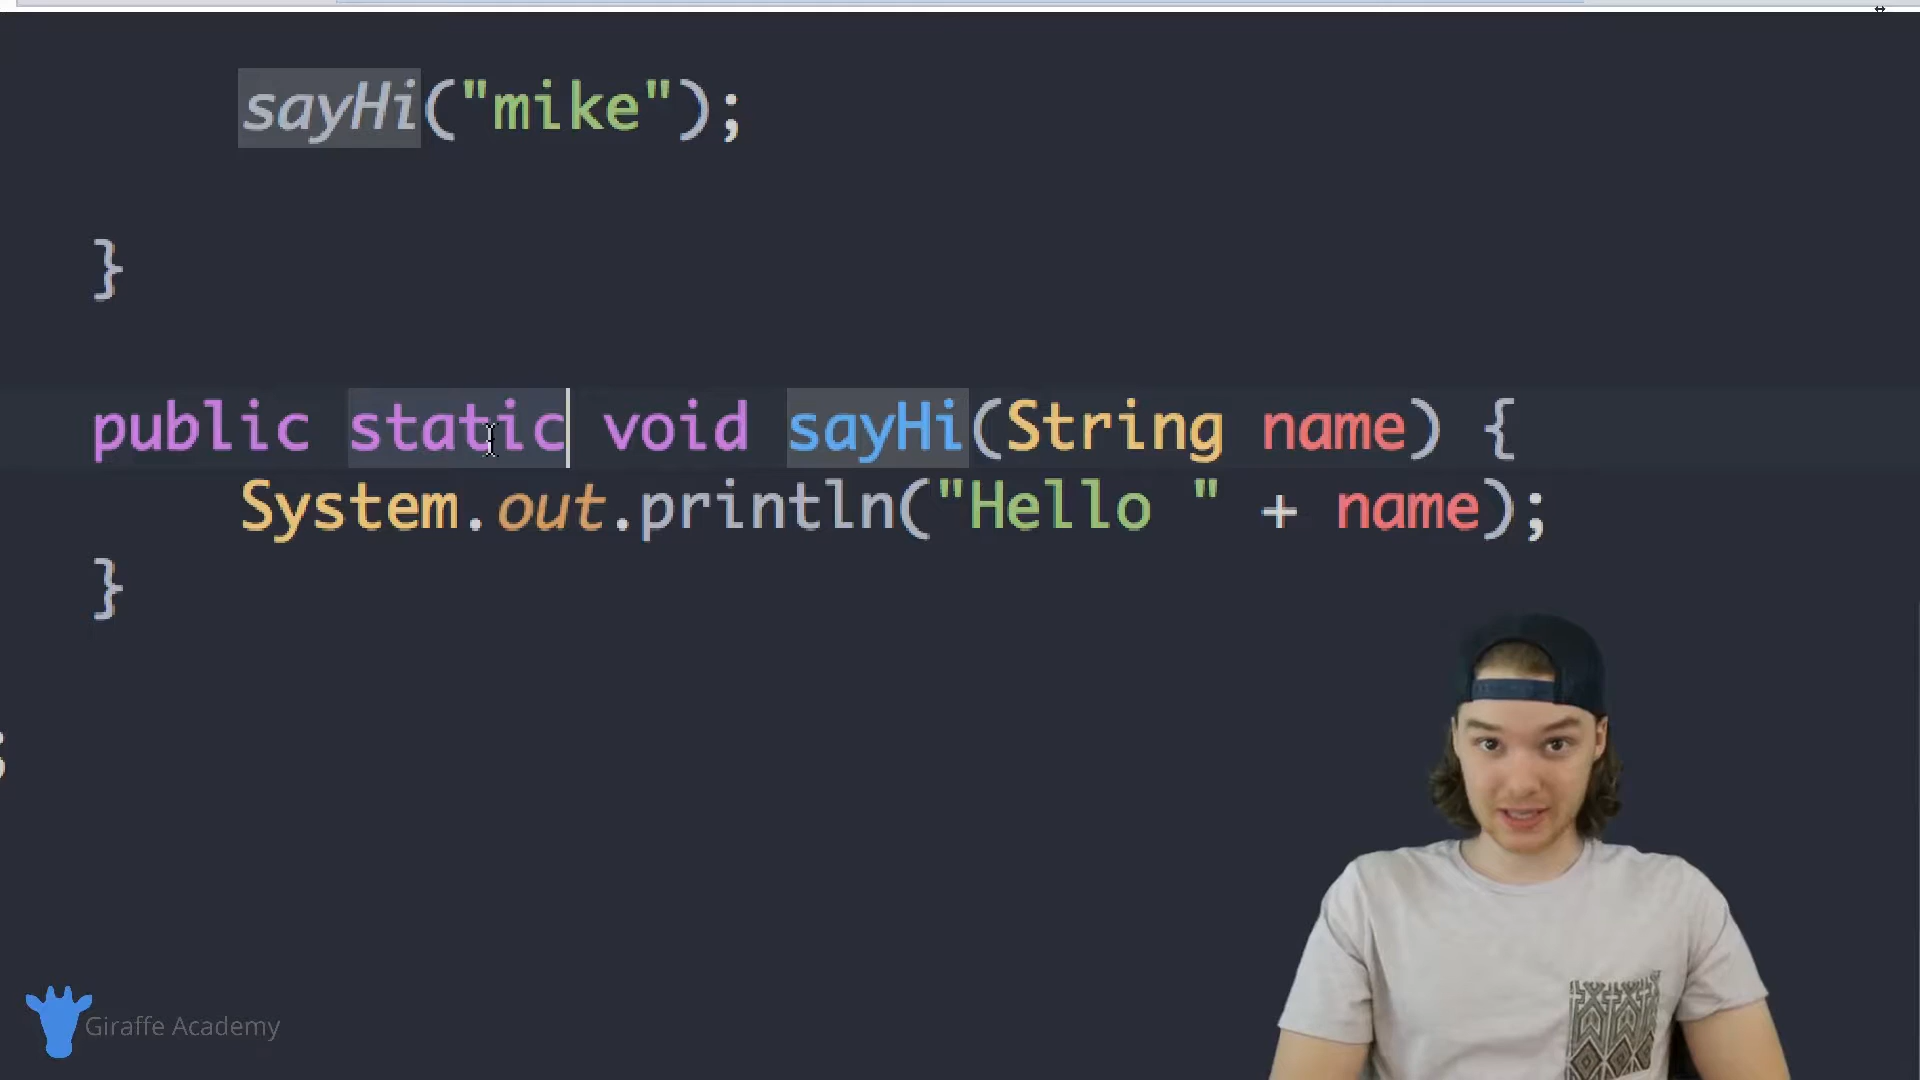 sayHi("mike");
}
public static void sayHi(String name) {
System.out.println("Hello " + name);
}
;
Giraffe Academy